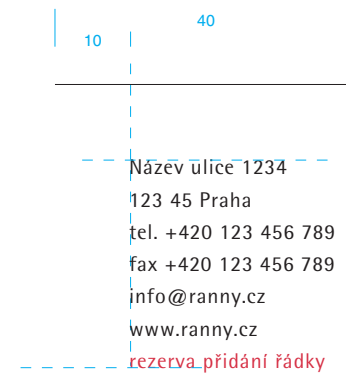 40
10
Název ulice 1234
123 45 Praha
tel. +420 123 456 789
fax +420 123 456 789
info@ranny.cz
www.ranny.cz
rezerva přidání řádky